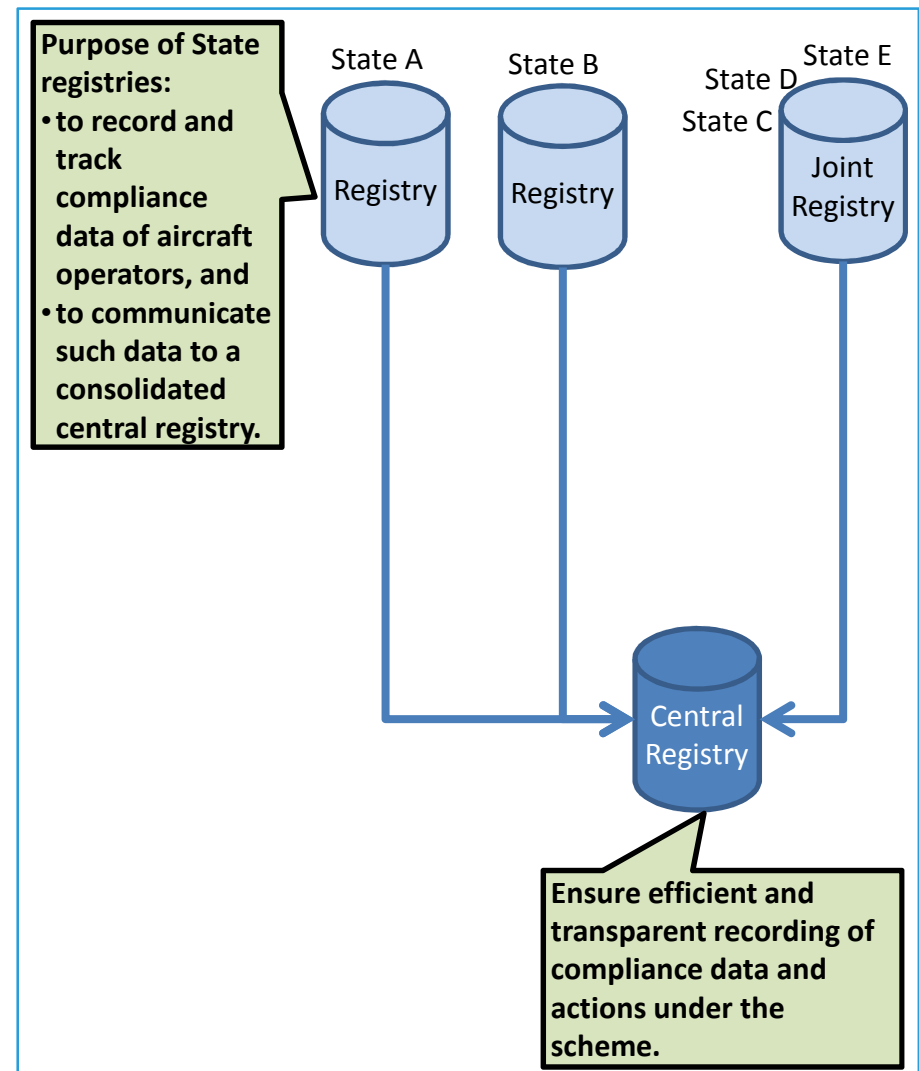 Purpose of State
registries:
• to record and
track
compliance
data of aircraft
operators, and
• to communicate
such data to a
consolidated
central registry.
State A
Registry
State B
Registry
State E
State D
State C
Joint
Registry
Central
Registry
Ensure efficient and
transparent recording of
compliance data and
actions under the
scheme.